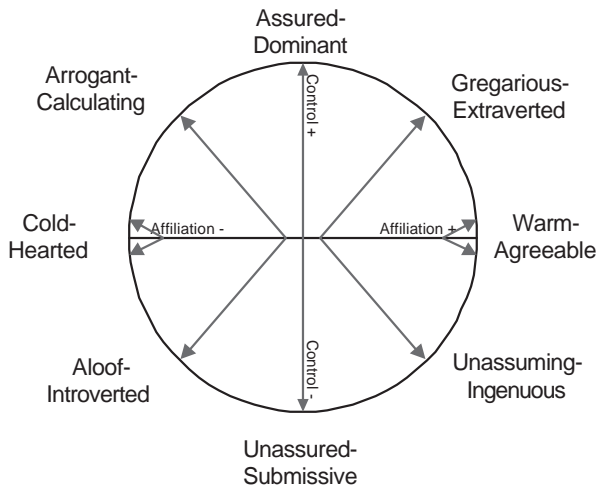 Assured-
Dominant
Arrogant-
Calculating
Gregarious-
Extraverted
Control +
Cold-
Hearted
Affiliation -
Affiliation +
Warm-
Agreeable
Control -
Aloof-
Introverted
Unassuming-
Ingenuous
Unassured-
Submissive